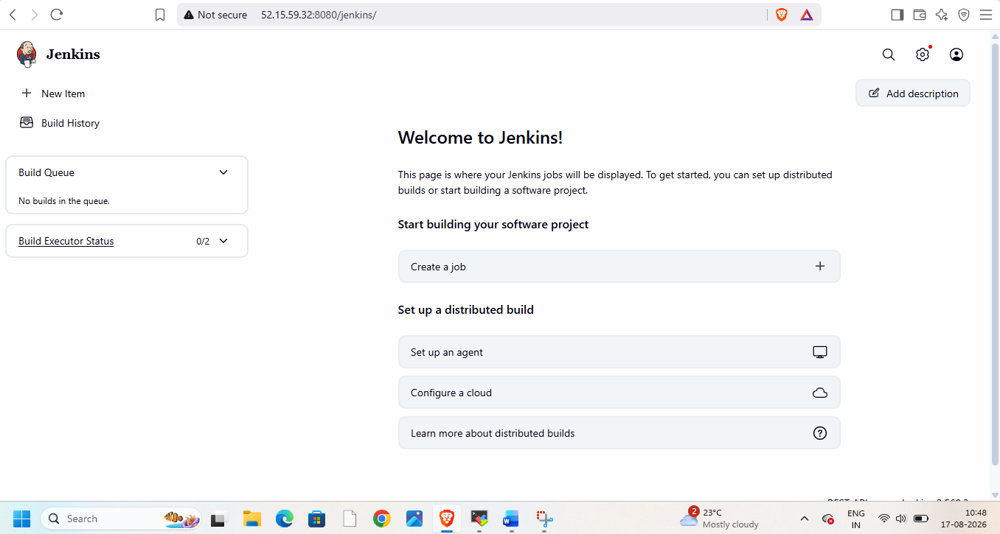 Not secure 52.15.59.32:8080/jenkins/
Jenkins
New Item
Add description
Build History
Welcome to Jenkins!
Build Queue
No builds in the queue.
This page is where your Jenkins jobs will be displayed. To get started, you can set up distributed
builds or start building a software project.
Start building your software project
Build Executor Status 0/2
Create a job
Set up a distributed build
Set up an agent
Configure a cloud
Learn more about distributed builds
Search
2
23°C
Mostly cloudy
ENG
IN
10:48
17-08-2026